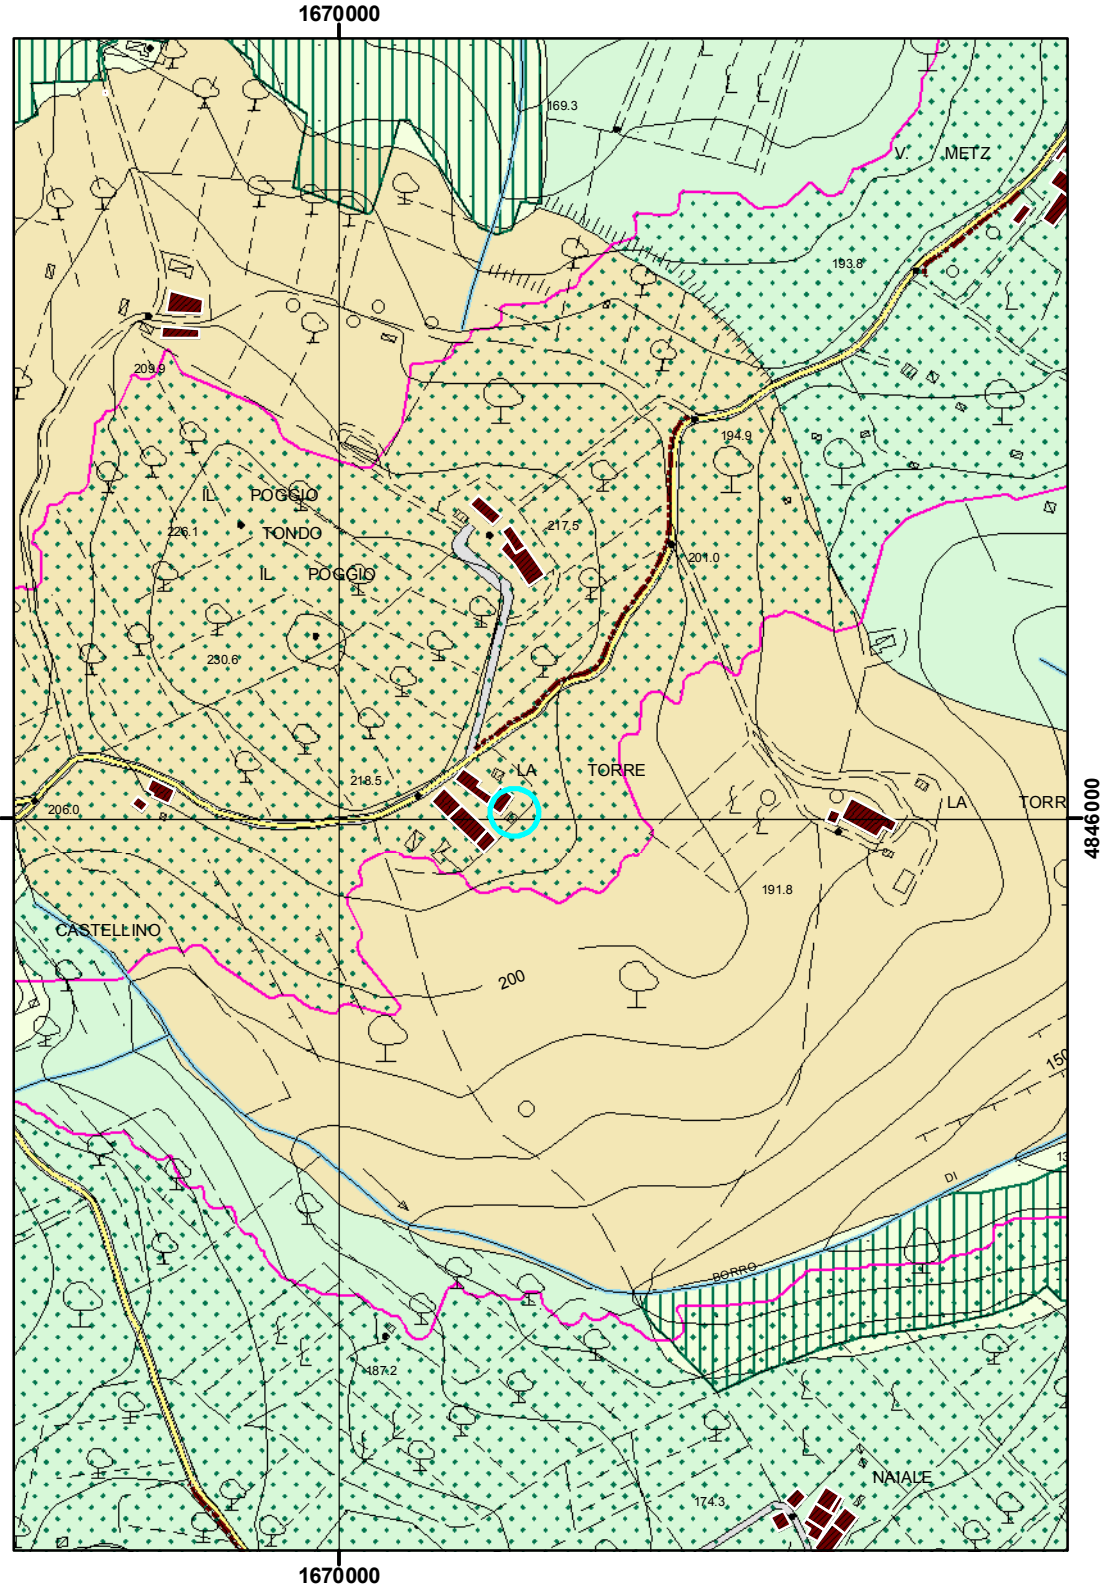 1670000
169.3
V. METZ
193.8
209.9
194.9
IL POGGIO
226.1
TONDO
217.5
201.0
IL POGGIO
230.6
218.5
LA TORRE
206.0
LA TORR
4846000
191.8
CASTELLINO
200
150
13
DI
BORRO
187.2
174.3
NAIALE
1670000